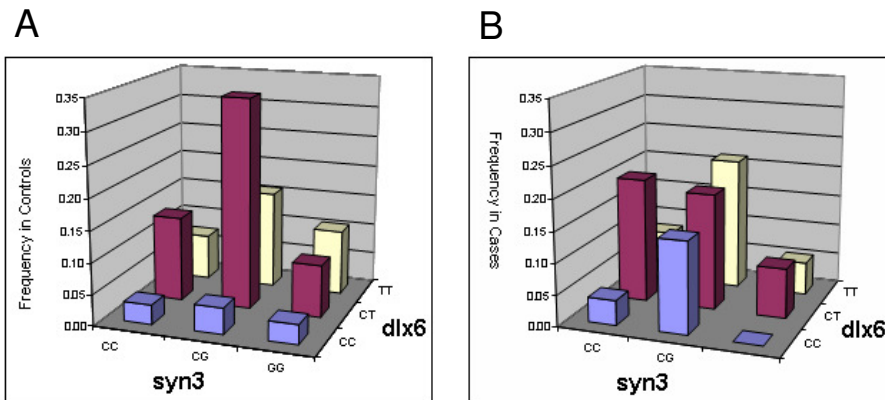 A
B
Frequency in Controls
0.35
0.30
0.25
0.20
0.15
0.10
0.05
0.00
CC
CG
GG
CC
CT
TT
syn3
dlx6
Frequency in Cases
0.35
0.30
0.25
0.20
0.15
0.10
0.05
0.00
CC
CG
CC
CT
TT
syn3
dlx6